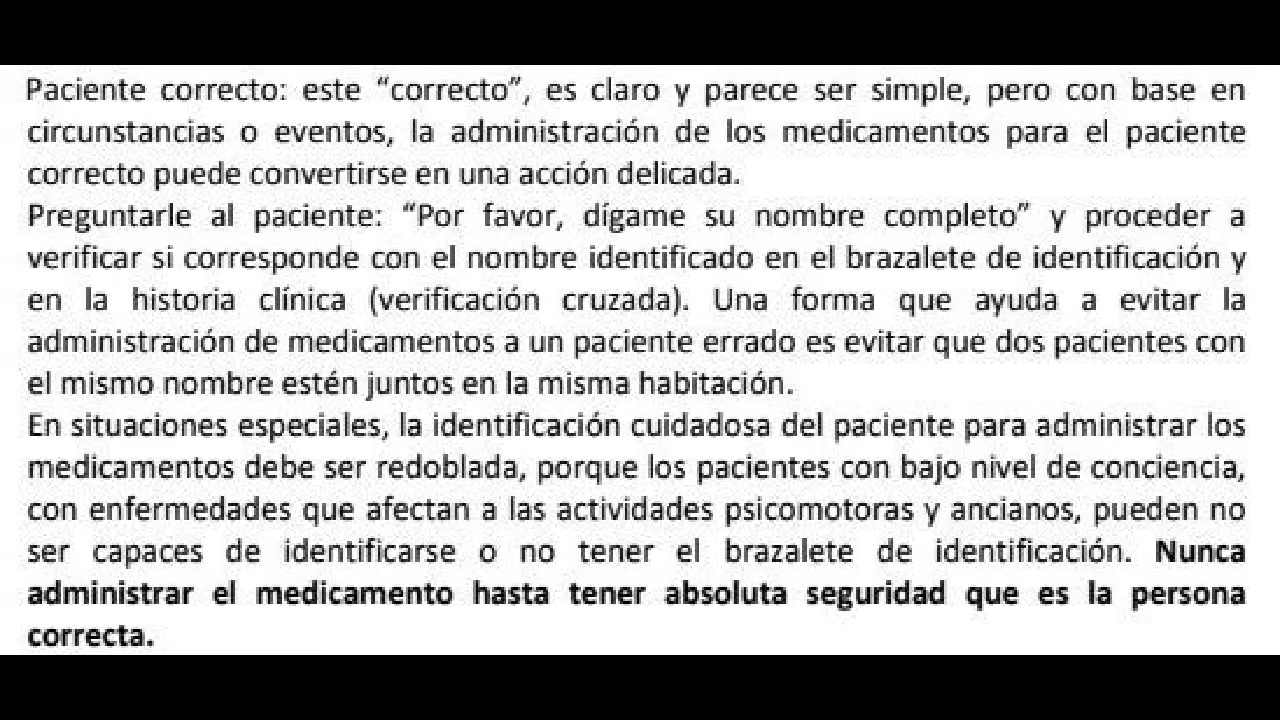 Paciente correcto: este “correcto”, es claro y parece ser simple, pero con base en
circunstancias o eventos, la administración de los medicamentos para el paciente
correcto puede convertirse en una acción delicada.
Preguntarle al paciente: “Por favor, dígame su nombre completo” y proceder a
verificar si corresponde con el nombre identificado en el brazalete de identificación y
en la historia clínica (verificación cruzada). Una forma que ayuda a evitar la
administración de medicamentos a un paciente errado es evitar que dos pacientes con
el mismo nombre estén juntos en la misma habitación.
En situaciones especiales, la identificación cuidadosa del paciente para administrar los
medicamentos debe ser redoblada, porque los pacientes con bajo nivel de conciencia,
con enfermedades que afectan a las actividades psicomotoras y ancianos, pueden no
ser capaces de identificarse o no tener el brazalete de identificación. Nunca
administrar el medicamento hasta tener absoluta seguridad que es la persona
correcta.